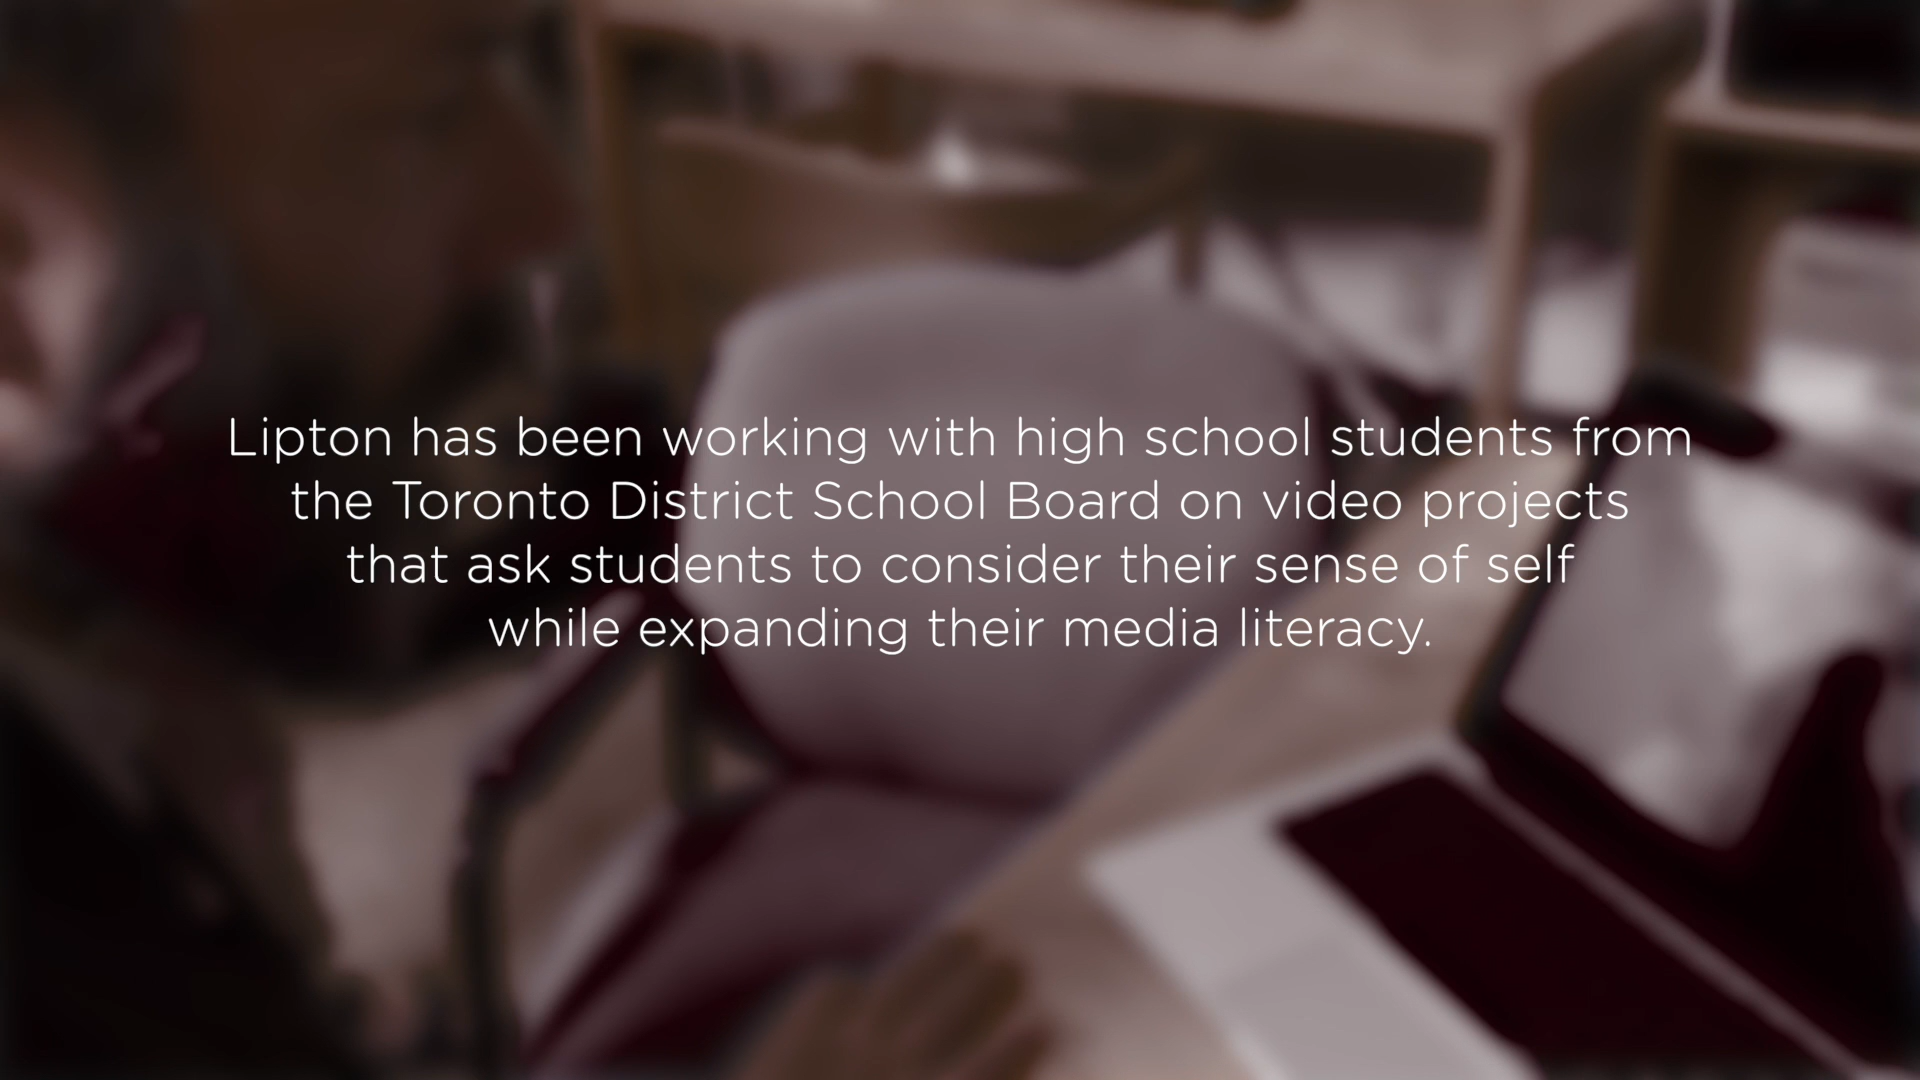 Lipton has been working with high school students from
the Toronto District School Board on video projects
that ask students to consider their sense of self
while expanding their media literacy.